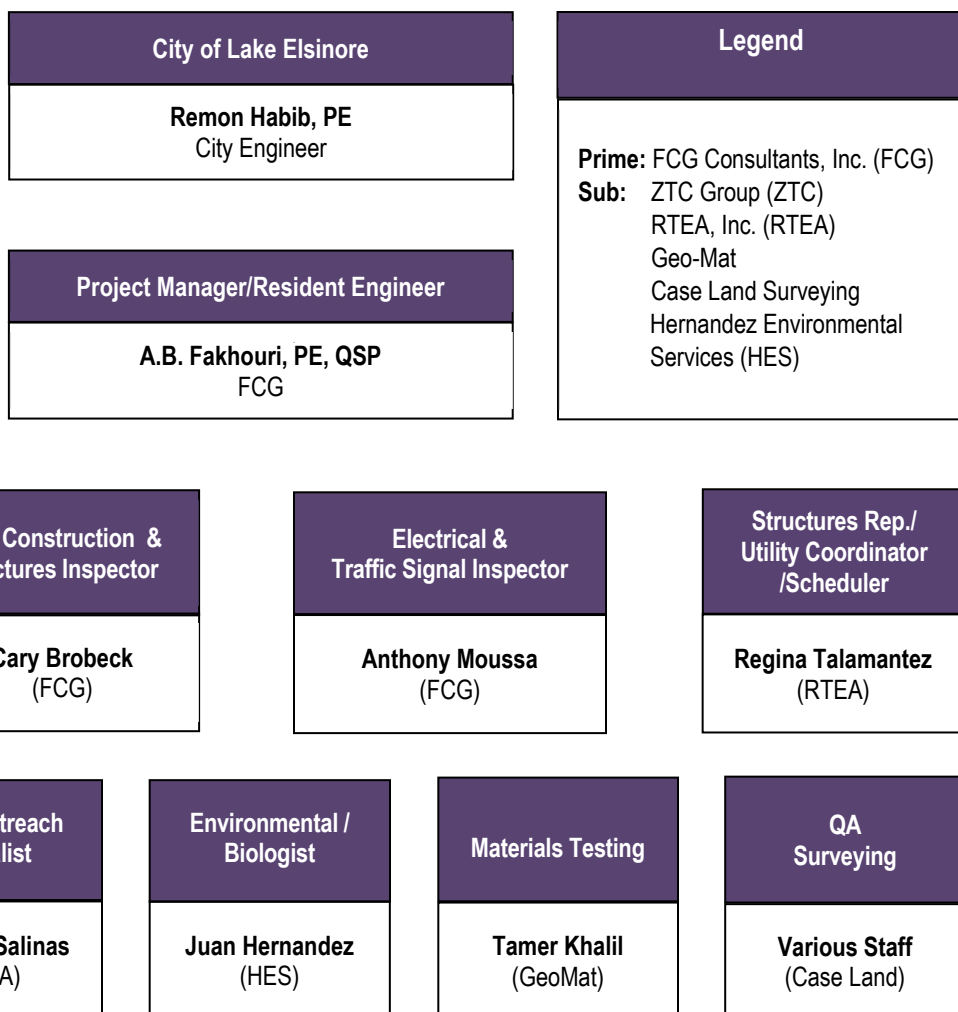 City of Lake Elsinore
Remon Habib, PE
City Engineer
Legend
Prime: FCG Consultants, Inc. (FCG)
Sub: ZTC Group (ZTC)
RTEA, Inc. (RTEA)
Geo-Mat
Case Land Surveying
Hernandez Environmental
Services (HES)
Project Manager/Resident Engineer
A.B. Fakhouri, PE, QSP
FCG
Construction &
Inspector
Cary Brobeck
(FCG)
Electrical &
Traffic Signal Inspector
Anthony Moussa
(FCG)
Structures Rep./
Utility Coordinator
/Scheduler
Regina Talamantez
(RTEA)
Salinas
Environmental /
Biologist
Juan Hernandez
(HES)
Materials Testing
Tamer Khalil
(GeoMat)
QA
Surveying
Various Staff
(Case Land)